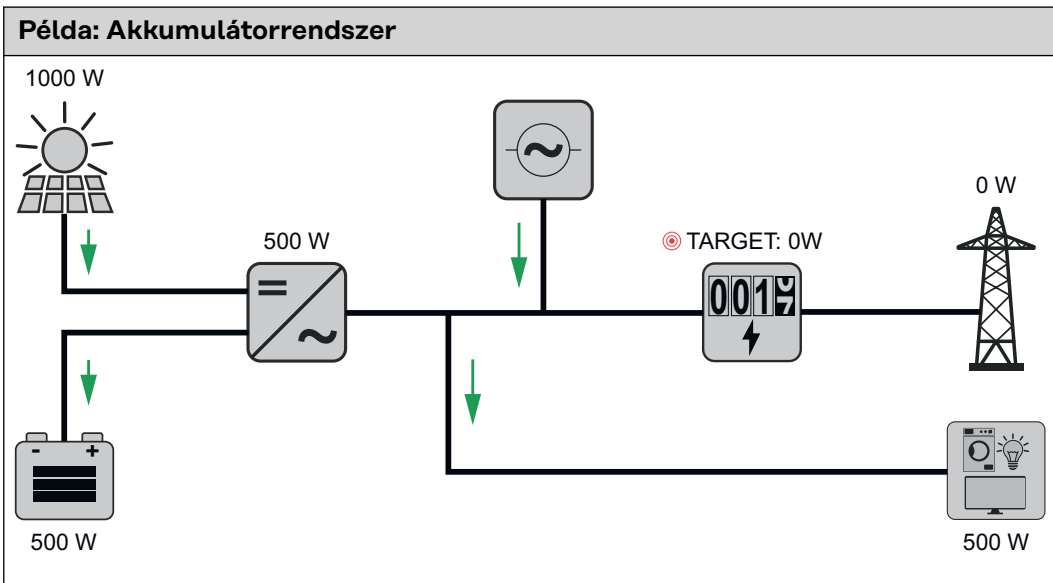 Példa: Akkumulátorrendszer
1000 W
0 W
500 W
TARGET: 0W
001
- +
500 W
500 W